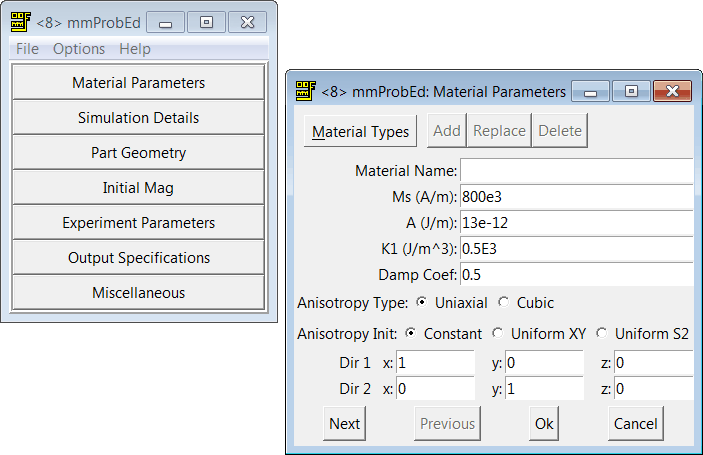 <8> mmProbEd
File Options Help
Material Parameters
Simulation Details
Part Geometry
Initial Mag
Experiment Parameters
Output Specifications
Miscellaneous
<8> mmProbEd: Material Parameters
Material Types Add Replace Delete
Material Name:
Ms (A/m): 800e3
A (J/m): 13e-12
K1 (J/m^3): 0.5E3
Damp Coef: 0.5
Anisotropy Type: Uniaxial Cubic
Anisotropy Init: Constant Uniform XY Uniform S2
Dir 1 x: 1 y: 0 z: 0
Dir 2 x: 0 y: 1 z: 0
Next Previous Ok Cancel